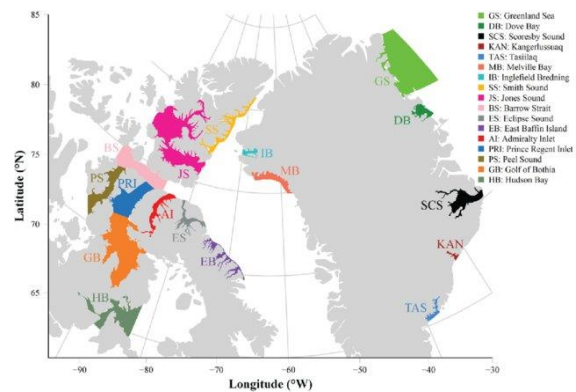 85
80
75
70
65
Latitude (°N)
−90
−80
−70
−60
−50
−40
−30
Longitude (°W)
GS
DB
SCS
KAN
TAS
MB
IB
SS
JS
BS
PS
PRI
AI
ES
EB
GB
HB
GS: Greenland Sea
DB: Dove Bay
SCS: Scoresby Sound
KAN: Kangerlussuaq
TAS: Tasiilaq
MB: Melville Bay
IB: Inglefield Bredning
SS: Smith Sound
JS: Jones Sound
BS: Barrow Strait
ES: Eclipse Sound
EB: East Baffin Island
AI: Admiralty Inlet
PRI: Prince Regent Inlet
PS: Peel Sound
GB: Golf of Bothia
HB: Hudson Bay